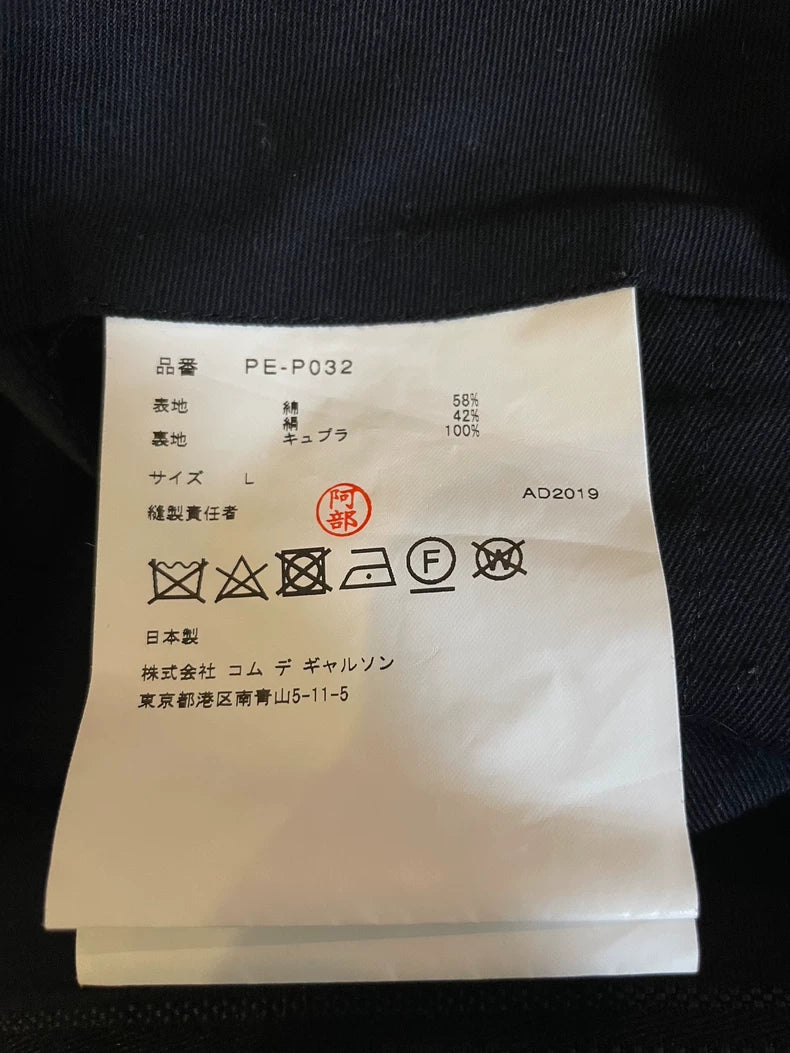 品番 PE-P032
表地 綿 58%
絹 42%
裏地 キュプラ 100%
サイズ L
AD2019
縫製責任者 阿部
F W
日本製
株式会社 コム デ ギャルソン
東京都港区南青山5-11-5